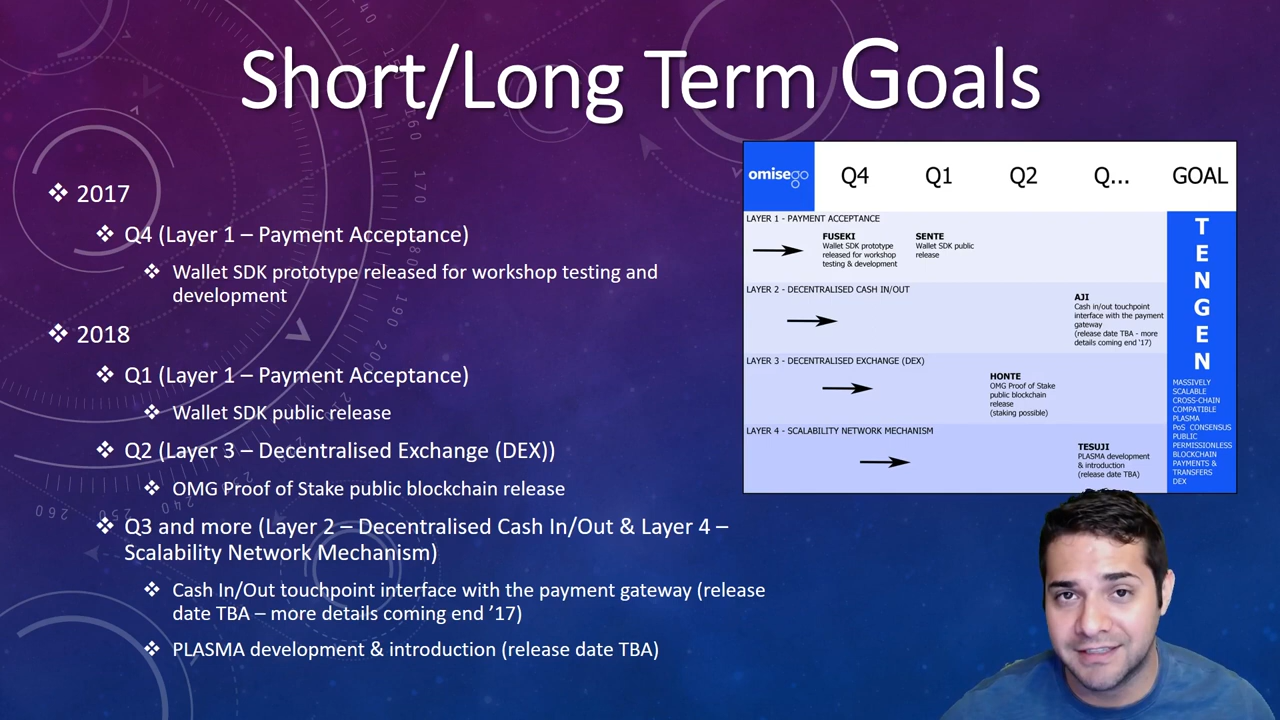 Short/Long Term Goals
❖ 2017
❖ Q4 (Layer 1 – Payment Acceptance)
❖ Wallet SDK prototype released for workshop testing and
development
❖ 2018
❖ Q1 (Layer 1 – Payment Acceptance)
❖ Wallet SDK public release
❖ Q2 (Layer 3 – Decentralised Exchange (DEX))
❖ OMG Proof of Stake public blockchain release
❖ Q3 and more (Layer 2 – Decentralised Cash In/Out & Layer 4 –
Scalability Network Mechanism)
❖ Cash In/Out touchpoint interface with the payment gateway (release
date TBA – more details coming end ’17)
❖ PLASMA development & introduction (release date TBA)
omisego Q4 Q1 Q2 Q... GOAL
LAYER 1 - PAYMENT ACCEPTANCE
FUSEKI
Wallet SDK prototype
released for workshop
testing & development
SENTE
Wallet SDK public
release
LAYER 2 - DECENTRALISED CASH IN/OUT
AJI
Cash in/out touchpoint
interface with the payment
gateway
(release date TBA - more
details coming end '17)
LAYER 3 - DECENTRALISED EXCHANGE (DEX)
HONTE
OMG Proof of Stake
public blockchain
release
(staking possible)
LAYER 4 - SCALABILITY NETWORK MECHANISM
TESUJI
PLASMA development
& introduction
(release date TBA)
T
E
N
G
E
N
MASSIVELY
SCALABLE
CROSS-CHAIN
COMPATIBLE
PLASMA
PoS CONSENSUS
PUBLIC
PERMISSIONLESS
BLOCKCHAIN
PAYMENTS &
TRANSFERS
DEX
160
170
190
200
240
250
260